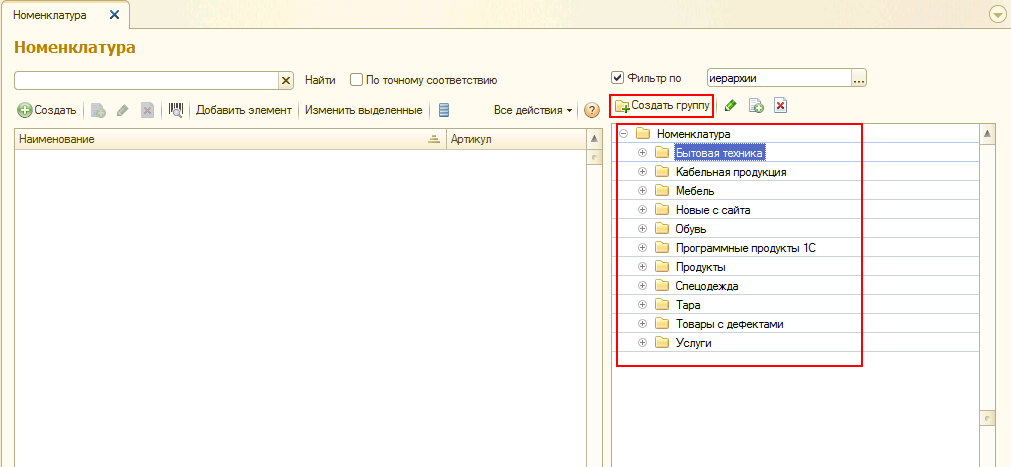 Номенклатура
Номенклатура
Найти По точному соответствию Фильтр по иерархии ...
Создать Добавить элемент Изменить выделенные Все действия ? Создать группу
Наименование Артикул
Номенклатура
Бытовая техника
Кабельная продукция
Мебель
Новые с сайта
Обувь
Программные продукты 1С
Продукты
Спецодежда
Тара
Товары с дефектами
Услуги